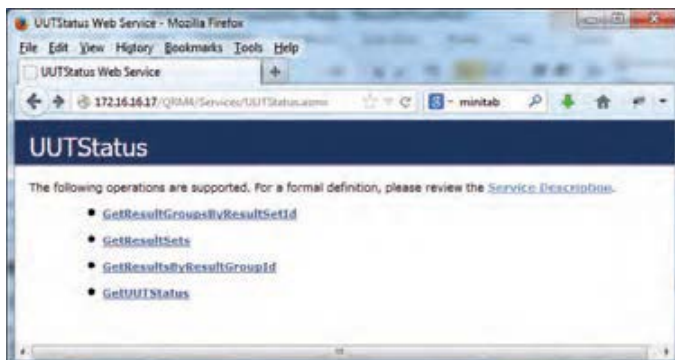 UUTStatus Web Service - Mozilla Firefox
File Edit View History Bookmarks Tools Help
UUTStatus Web Service
172.16.16.17/QRM4/Services/UUTStatus.asmx minitab
UUTStatus
The following operations are supported. For a formal definition, please review the Service Description.
GetResultGroupsByResultSetId
GetResultSets
GetResultsByResultGroupId
GetUUTStatus